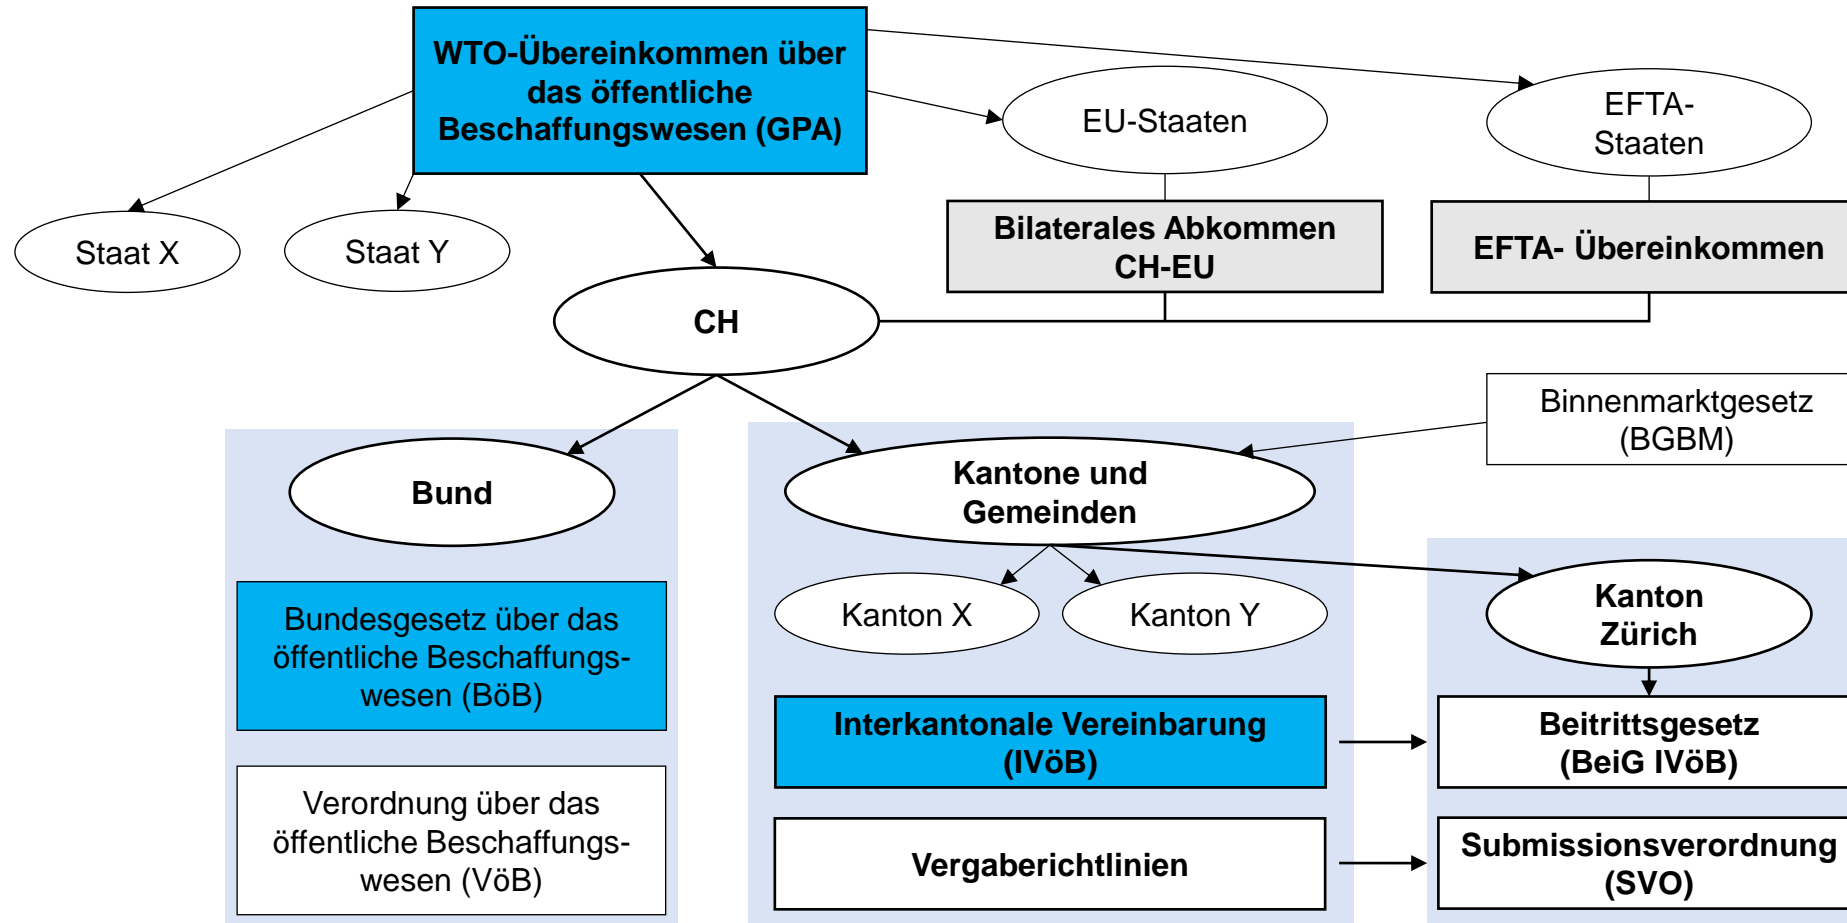 WTO-Übereinkommen über
das öffentliche
Beschaffungswesen (GPA)
EU-Staaten
EFTA-
Staaten
Staat X
Staat Y
Bilaterales Abkommen
CH-EU
EFTA- Übereinkommen
CH
Binnenmarktgesetz
(BGBM)
Bund
Kantone und
Gemeinden
Bundesgesetz über das
öffentliche Beschaffungs-
wesen (BöB)
Kanton X
Kanton Y
Kanton
Zürich
Interkantonale Vereinbarung
(IVöB)
Beitrittsgesetz
(BeiG IVöB)
Verordnung über das
öffentliche Beschaffungs-
wesen (VöB)
Vergaberichtlinien
Submissionsverordnung
(SVO)